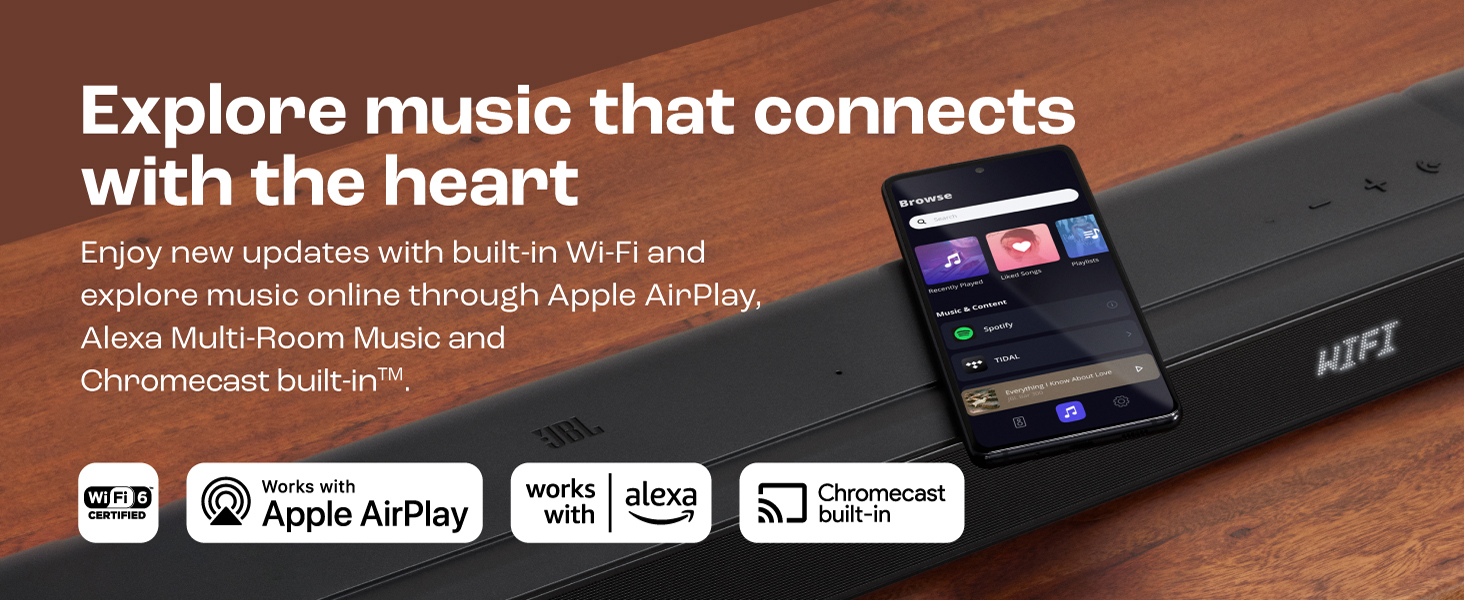 Explore music that connects
with the heart
Enjoy new updates with built-in Wi-Fi and
explore music online through Apple AirPlay,
Alexa Multi-Room Music and
Chromecast built-in™.
Browse
Search
Recently Played
Liked Songs
Playlists
Music & Content
Spotify
TIDAL
Everything I Know About Love
WIFI
JBL
Wi Fi 6™
CERTIFIED
Works with
Apple AirPlay
works
with
alexa
Chromecast
built-in